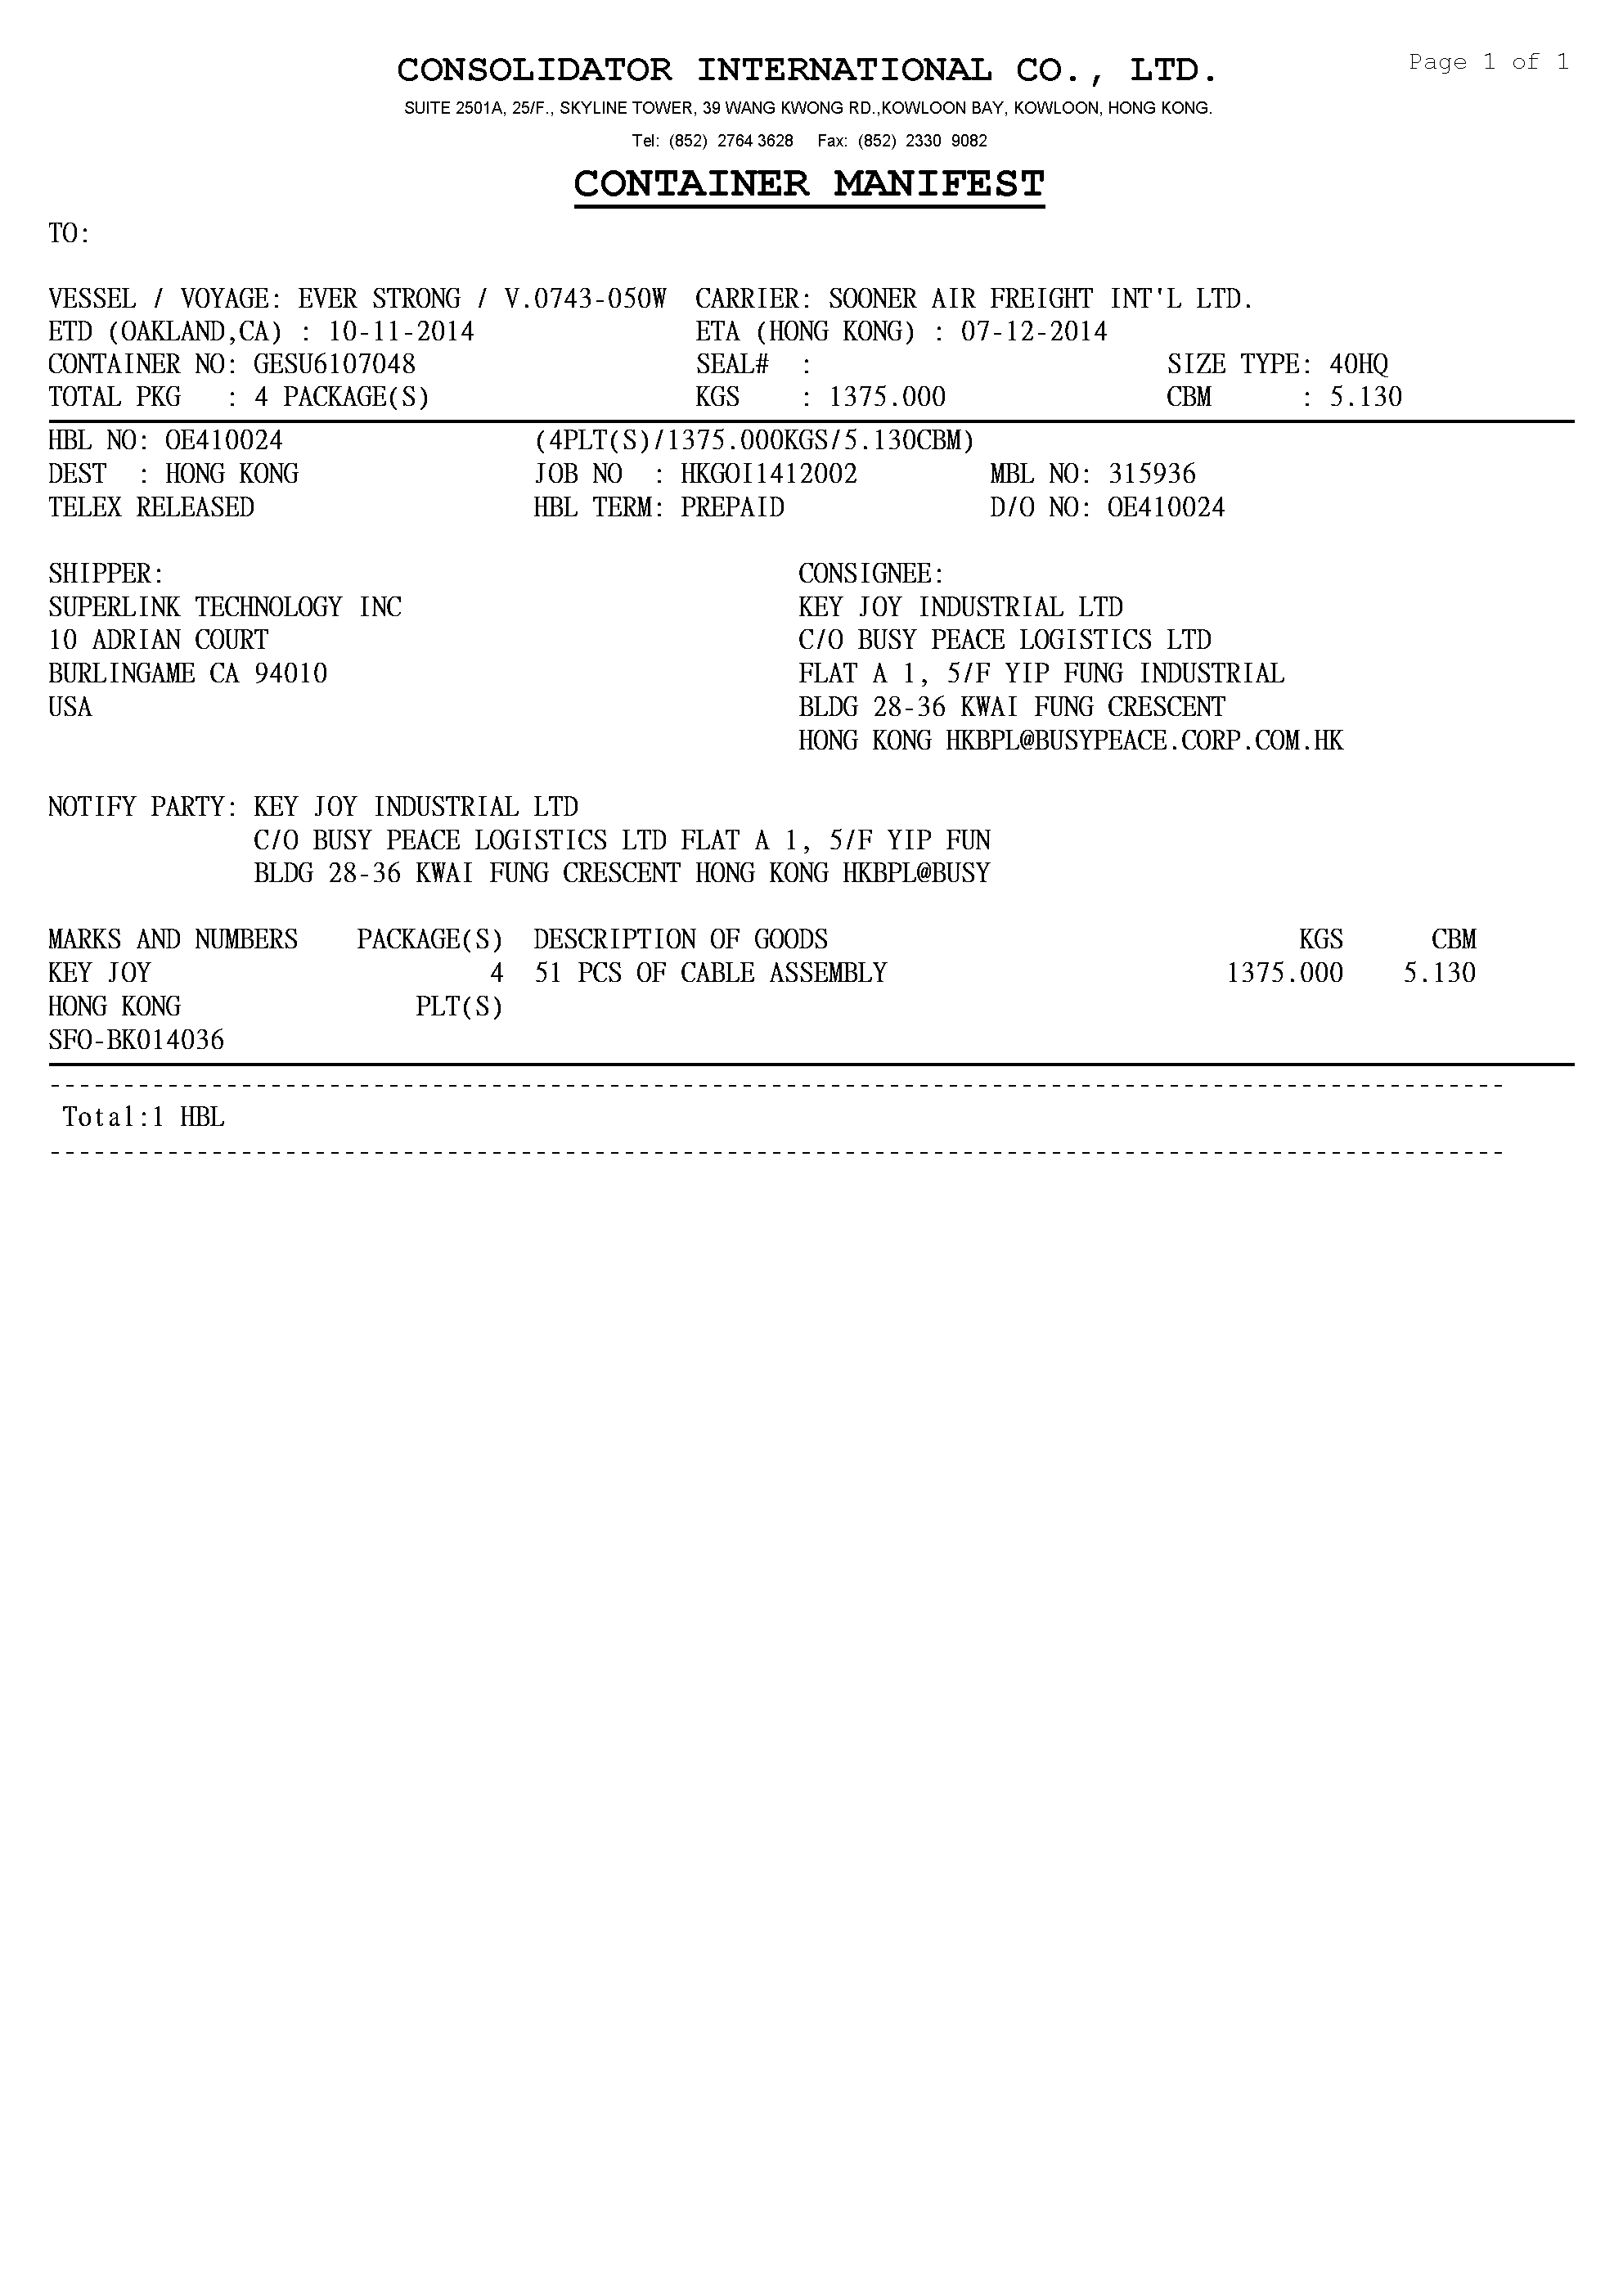 Page 1 of 1
CONSOLIDATOR INTERNATIONAL CO., LTD.
SUITE 2501A, 25/F., SKYLINE TOWER, 39 WANG KWONG RD.,KOWLOON BAY, KOWLOON, HONG KONG.
Tel: (852) 2764 3628 Fax: (852) 2330 9082
CONTAINER MANIFEST
TO:
VESSEL / VOYAGE: EVER STRONG / V.0743-050W CARRIER: SOONER AIR FREIGHT INT'L LTD.
ETD (OAKLAND,CA) : 10-11-2014 ETA (HONG KONG) : 07-12-2014
CONTAINER NO: GESU6107048 SEAL# : SIZE TYPE: 40HQ
TOTAL PKG : 4 PACKAGE(S) KGS : 1375.000 CBM : 5.130
HBL NO: OE410024 (4PLT(S)/1375.000KGS/5.130CBM)
DEST : HONG KONG JOB NO : HKGOI1412002 MBL NO: 315936
TELEX RELEASED HBL TERM: PREPAID D/O NO: OE410024
SHIPPER: CONSIGNEE:
SUPERLINK TECHNOLOGY INC KEY JOY INDUSTRIAL LTD
10 ADRIAN COURT C/O BUSY PEACE LOGISTICS LTD
BURLINGAME CA 94010 FLAT A 1, 5/F YIP FUNG INDUSTRIAL
USA BLDG 28-36 KWAI FUNG CRESCENT
HONG KONG HKBPL@BUSYPEACE.CORP.COM.HK
NOTIFY PARTY: KEY JOY INDUSTRIAL LTD
C/O BUSY PEACE LOGISTICS LTD FLAT A 1, 5/F YIP FUN
BLDG 28-36 KWAI FUNG CRESCENT HONG KONG HKBPL@BUSY
MARKS AND NUMBERS PACKAGE(S) DESCRIPTION OF GOODS KGS CBM
KEY JOY 4 51 PCS OF CABLE ASSEMBLY 1375.000 5.130
HONG KONG PLT(S)
SFO-BK014036
Total:1 HBL